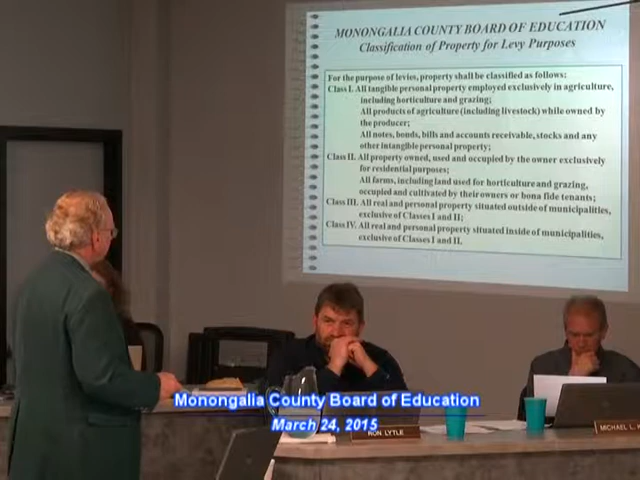 MONONGALIA COUNTY BOARD OF EDUCATION
Classification of Property for Levy Purposes
For the purpose of levies, property shall be classified as follows:
Class I. All tangible personal property employed exclusively in agriculture,
including horticulture and grazing;
All products of agriculture (including livestock) while owned by
the producer;
All notes, bonds, bills and accounts receivable, stocks and any
other intangible personal property;
Class II. All property owned, used and occupied by the owner exclusively
for residential purposes;
All farms, including land used for horticulture and grazing,
occupied and cultivated by their owners or bona fide tenants;
Class III. All real and personal property situated outside of municipalities,
exclusive of Classes I and II;
Class IV. All real and personal property situated inside of municipalities,
exclusive of Classes I and II.
Monongalia County Board of Education
March 24, 2015
RON LYTLE
MICHAEL L.